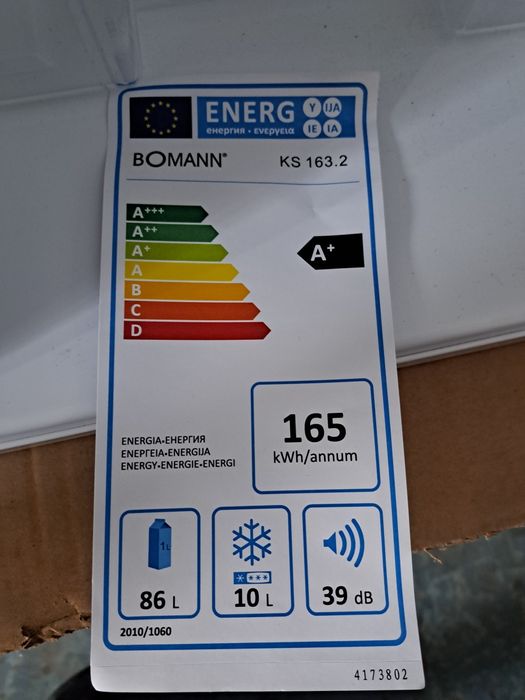 ENERG Y IJA
енергия · ενεργεια IE IA
BOMANN® KS 163.2
A+++
A++
A+ A+
A
B
C
D
165
kWh/annum
ENERGIA•ЕНЕРГИЯ
ΕΝΕΡΓΕΙΑ•ENERGIJA
ENERGY•ENERGIE•ENERGI
1L
86 L 10 L 39 dB
2010/1060
4173802